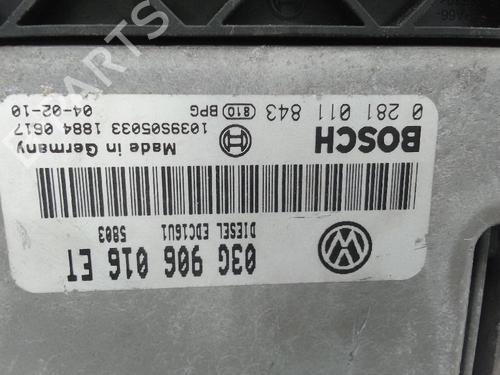 03G 906 016 ET
DIESEL EDC16U1
5803
BOSCH
0 281 011 843
810 BPG
04-02-10
1039S05033 1884 0617
Made in Germany